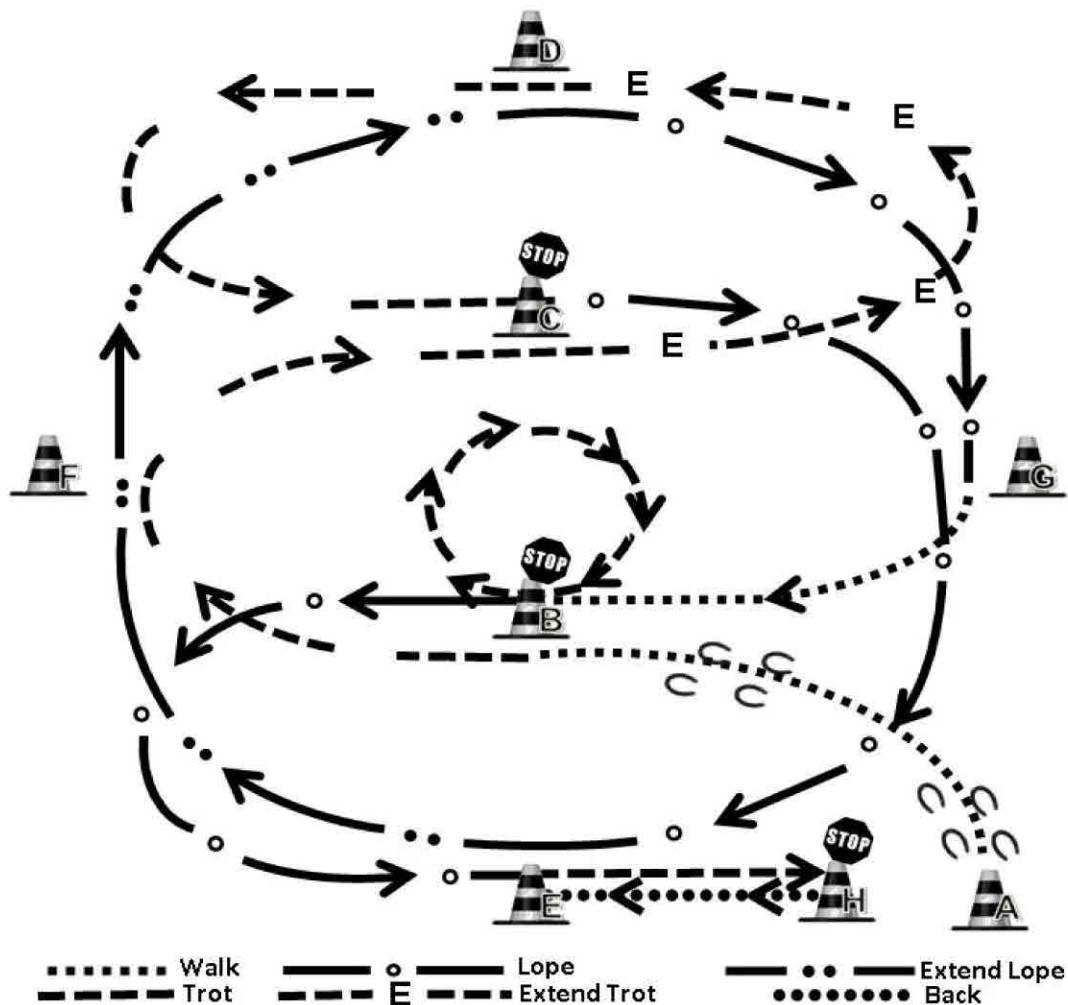 D
E
E
STOP
E
C
E
F
G
STOP
B
STOP
E
H
A
Walk
Lope
Extend Lope
Trot
E
Extend Trot
Back